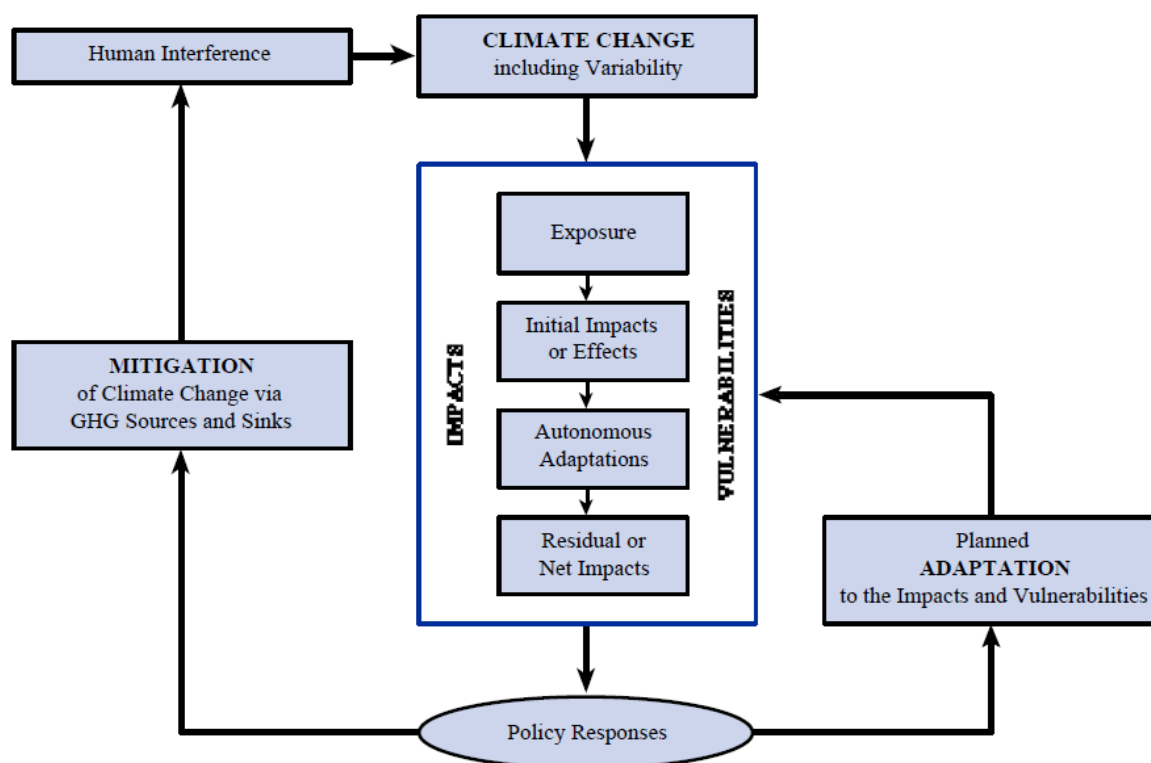 Human Interference
CLIMATE CHANGE
including Variability
Exposure
Initial Impacts
or Effects
IMPACTS
VULNERABILITIES
MITIGATION
of Climate Change via
GHG Sources and Sinks
Autonomous
Adaptations
Residual or
Net Impacts
Planned
ADAPTATION
to the Impacts and Vulnerabilities
Policy Responses